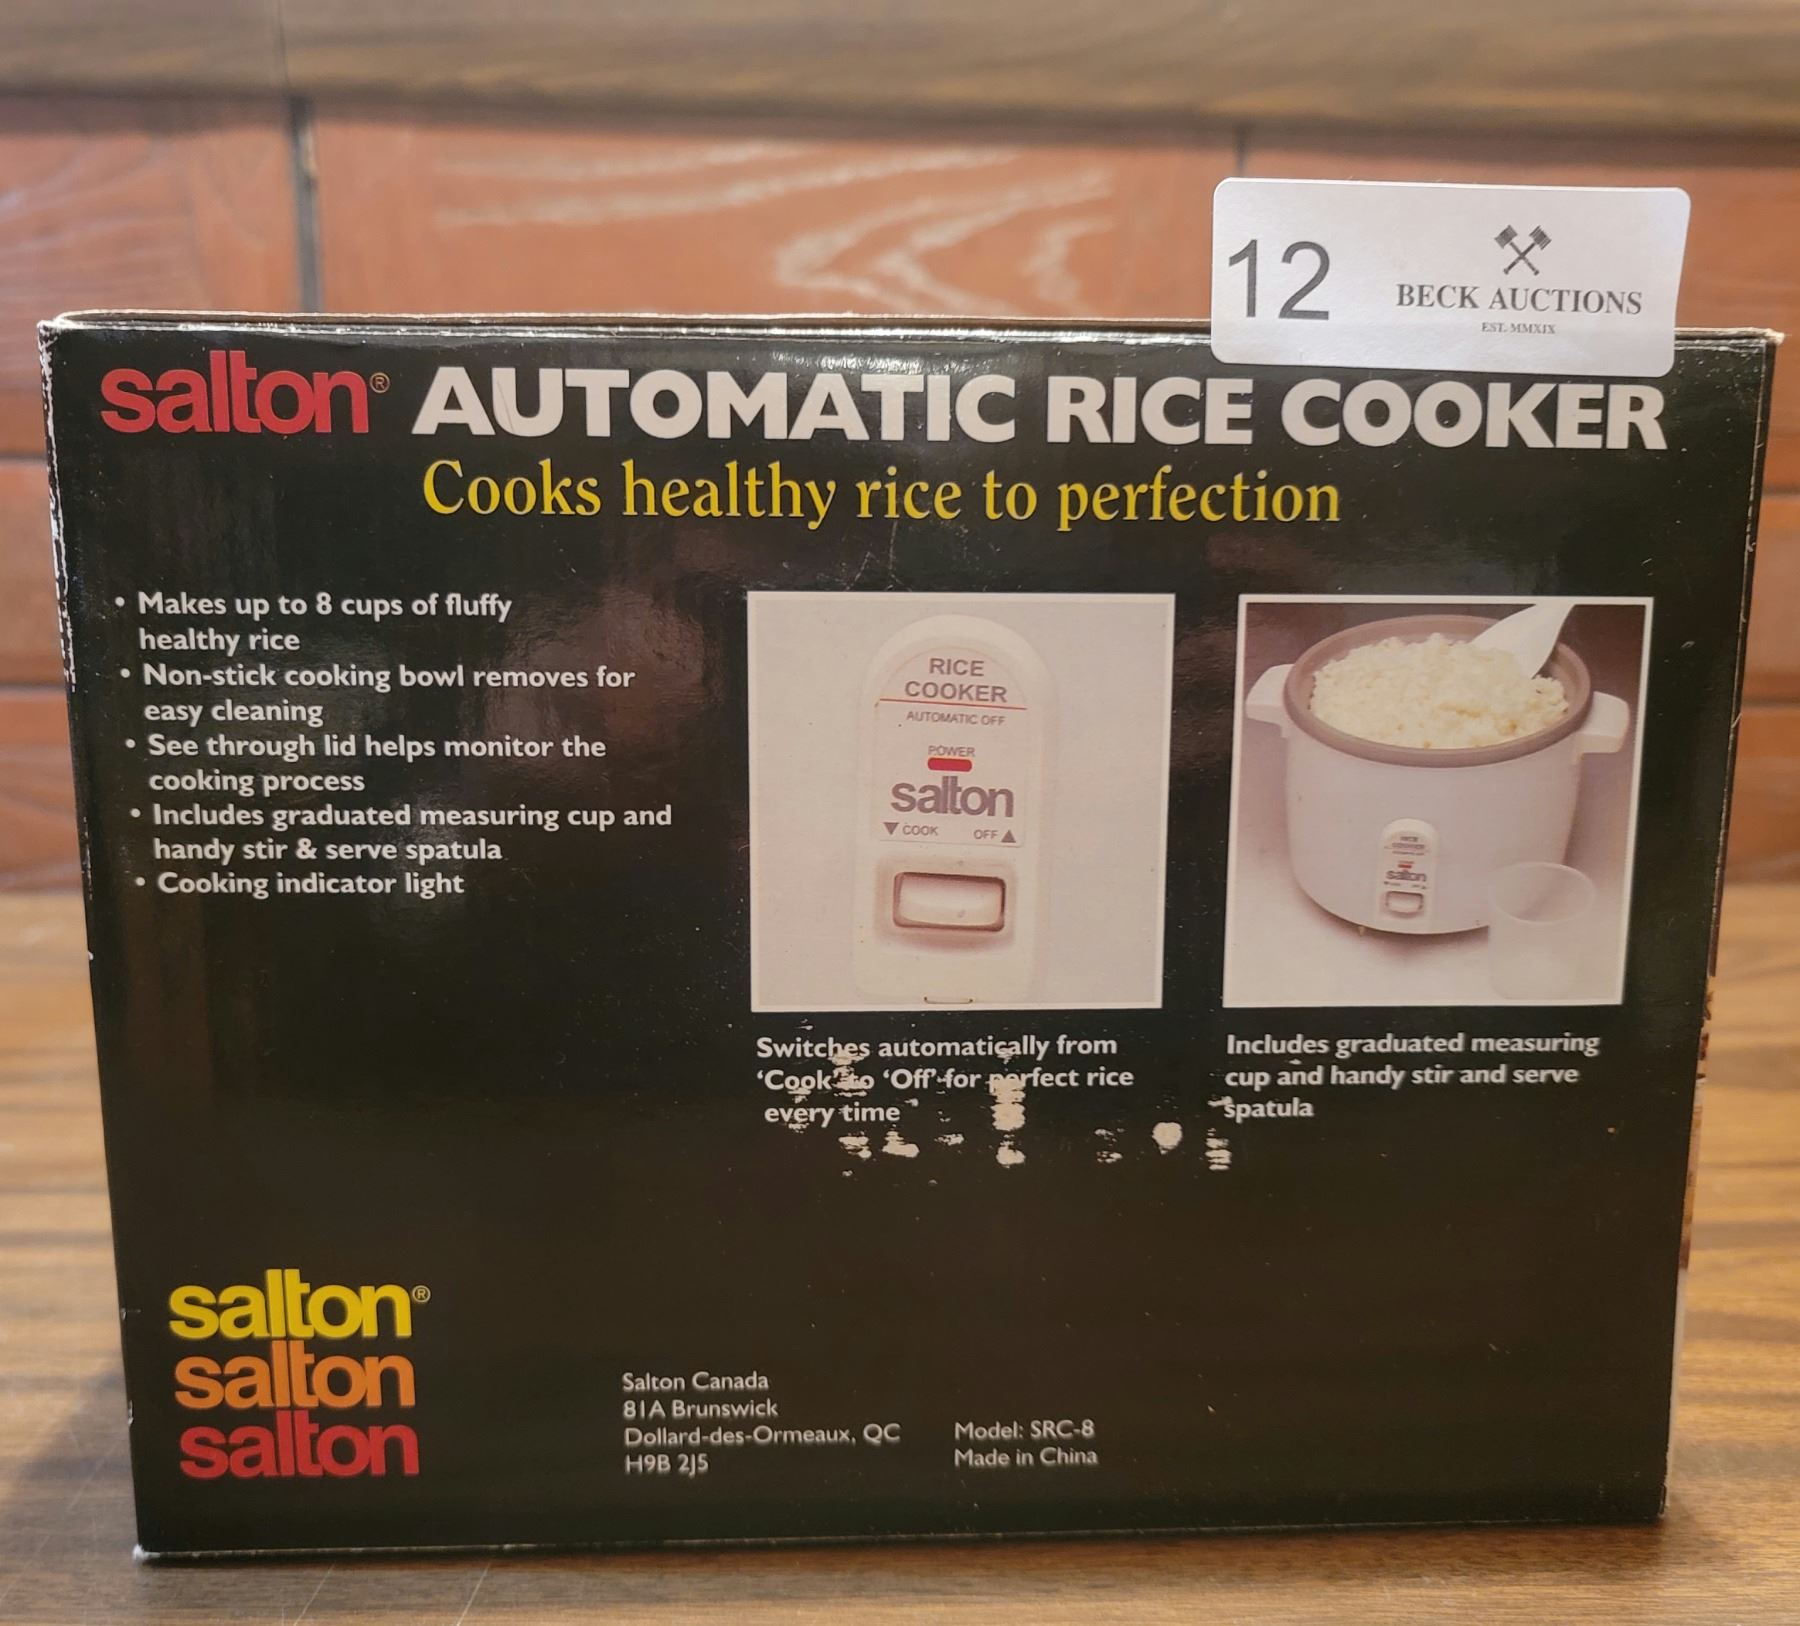 12
BECK AUCTIONS
EST. MMXIX
salton® AUTOMATIC RICE COOKER
Cooks healthy rice to perfection
• Makes up to 8 cups of fluffy
healthy rice
• Non-stick cooking bowl removes for
easy cleaning
• See through lid helps monitor the
cooking process
• Includes graduated measuring cup and
handy stir & serve spatula
• Cooking indicator light
RICE
COOKER
AUTOMATIC OFF
POWER
salton
▼ COOK OFF ▲
RICE
COOKER
salton
Switches automatically from
‘Cook’ to ‘Off’ for perfect rice
every time
Includes graduated measuring
cup and handy stir and serve
spatula
salton®
salton
salton
Salton Canada
81A Brunswick
Dollard-des-Ormeaux, QC
H9B 2J5
Model: SRC-8
Made in China